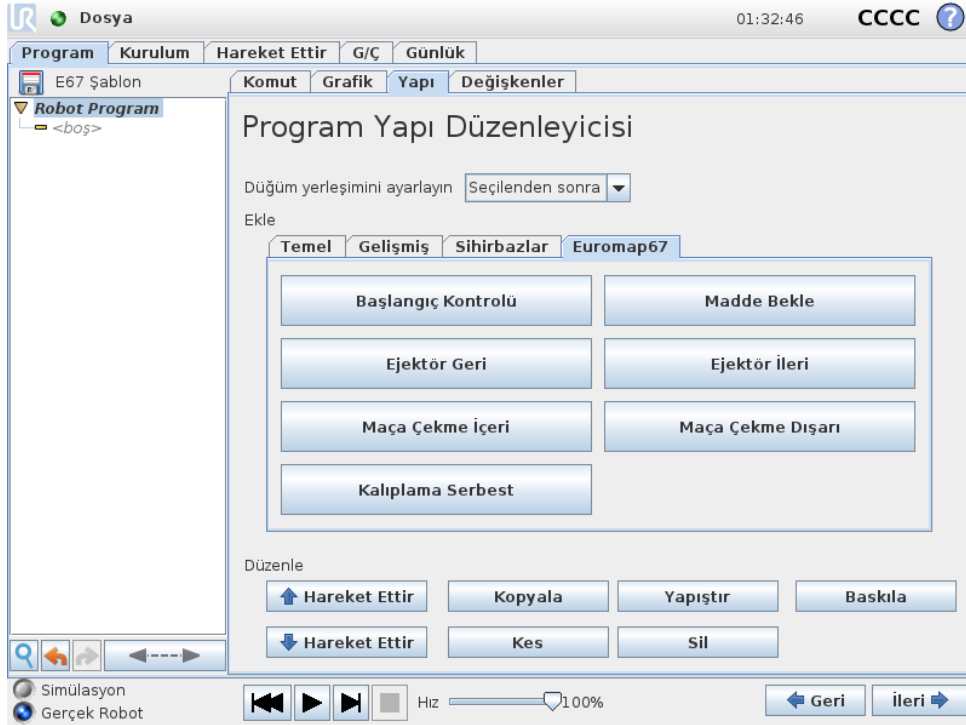 UR Dosya 01:32:46 CCCC ?
Program Kurulum Hareket Ettir G/Ç Günlük
E67 Şablon Komut Grafik Yapı Değişkenler
Robot Program
<boş>
Program Yapı Düzenleyicisi
Düğüm yerleşimini ayarlayın Seçilenden sonra
Ekle
Temel Gelişmiş Sihirbazlar Euromap67
Başlangıç Kontrolü Madde Bekle
Ejektör Geri Ejektör İleri
Maça Çekme İçeri Maça Çekme Dışarı
Kalıplama Serbest
Düzenle
Hareket Ettir Kopyala Yapıştır Baskıla
Hareket Ettir Kes Sil
Simülasyon
Gerçek Robot
Hız 100% Geri İleri